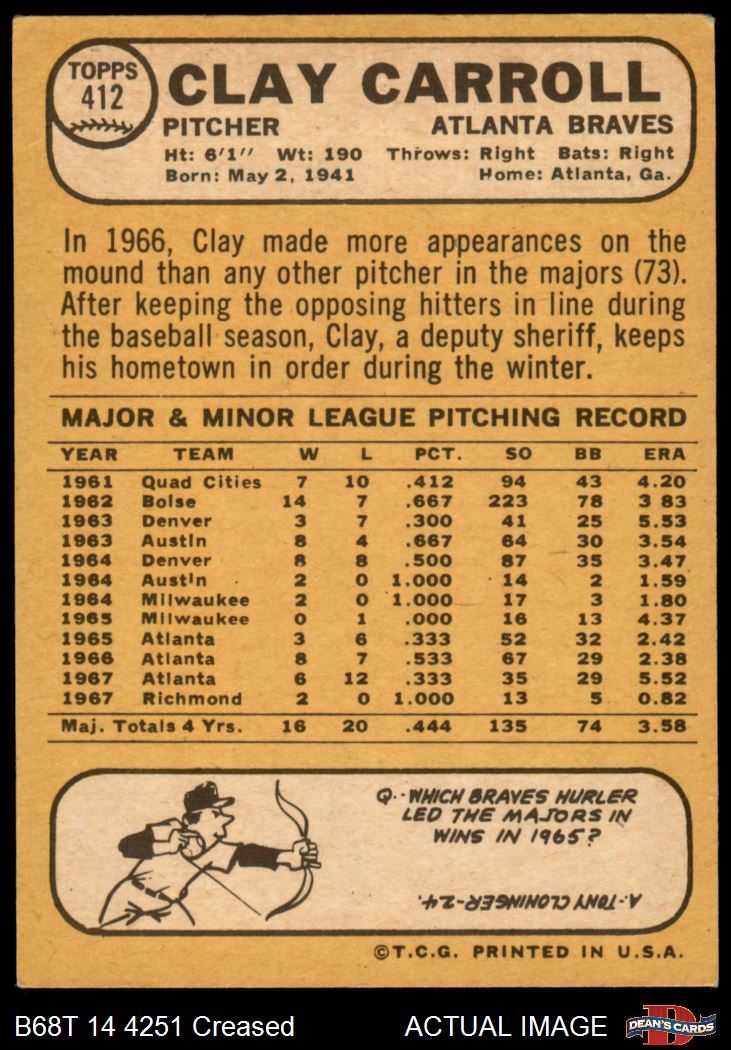 TOPPS
412
CLAY CARROLL
PITCHER ATLANTA BRAVES
Ht: 6'1" Wt: 190 Throws: Right Bats: Right
Born: May 2, 1941 Home: Atlanta, Ga.
In 1966, Clay made more appearances on the
mound than any other pitcher in the majors (73).
After keeping the opposing hitters in line during
the baseball season, Clay, a deputy sheriff, keeps
his hometown in order during the winter.
MAJOR & MINOR LEAGUE PITCHING RECORD
YEAR TEAM W L PCT. SO BB ERA
1961 Quad Cities 7 10 .412 94 43 4.20
1962 Boise 14 7 .667 223 78 3 83
1963 Denver 3 7 .300 41 25 5.53
1963 Austin 8 4 .667 64 30 3.54
1964 Denver 8 8 .500 87 35 3.47
1964 Austin 2 0 1.000 14 2 1.59
1964 Milwaukee 2 0 1.000 17 3 1.80
1965 Milwaukee 0 1 .000 16 13 4.37
1965 Atlanta 3 6 .333 52 32 2.42
1966 Atlanta 8 7 .533 67 29 2.38
1967 Atlanta 6 12 .333 35 29 5.52
1967 Richmond 2 0 1.000 13 5 0.82
Maj. Totals 4 Yrs. 16 20 .444 135 74 3.58
Q.-WHICH BRAVES HURLER
LED THE MAJORS IN
WINS IN 1965?
A-TONY CLONINGER-24.
©T.C.G. PRINTED IN U.S.A.
B68T 14 4251 Creased ACTUAL IMAGE
D
DEAN'S CARDS